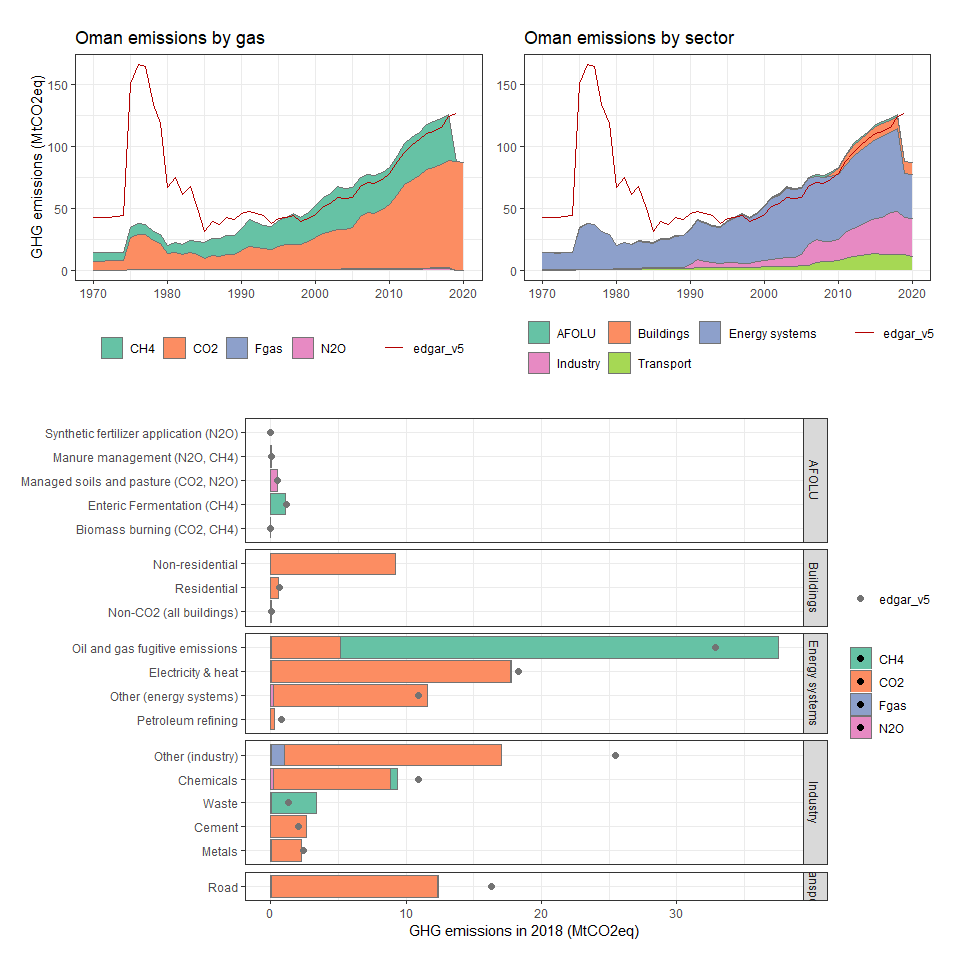 Oman emissions by gas
Oman emissions by sector
GHG emissions (MtCO2eq)
150
100
50
0
1970 1980 1990 2000 2010 2020
150
100
50
0
1970 1980 1990 2000 2010 2020
CH4 CO2 Fgas N2O edgar_v5
AFOLU Buildings Energy systems edgar_v5
Industry Transport
Synthetic fertilizer application (N2O)
Manure management (N2O, CH4)
Managed soils and pasture (CO2, N2O)
Enteric Fermentation (CH4)
Biomass burning (CO2, CH4)
AFOLU
Non-residential
Residential
Non-CO2 (all buildings)
Buildings
Oil and gas fugitive emissions
Electricity & heat
Other (energy systems)
Petroleum refining
Energy systems
Other (industry)
Chemicals
Waste
Cement
Metals
Industry
Road
anspo
0 10 20 30
GHG emissions in 2018 (MtCO2eq)
edgar_v5
CH4
CO2
Fgas
N2O